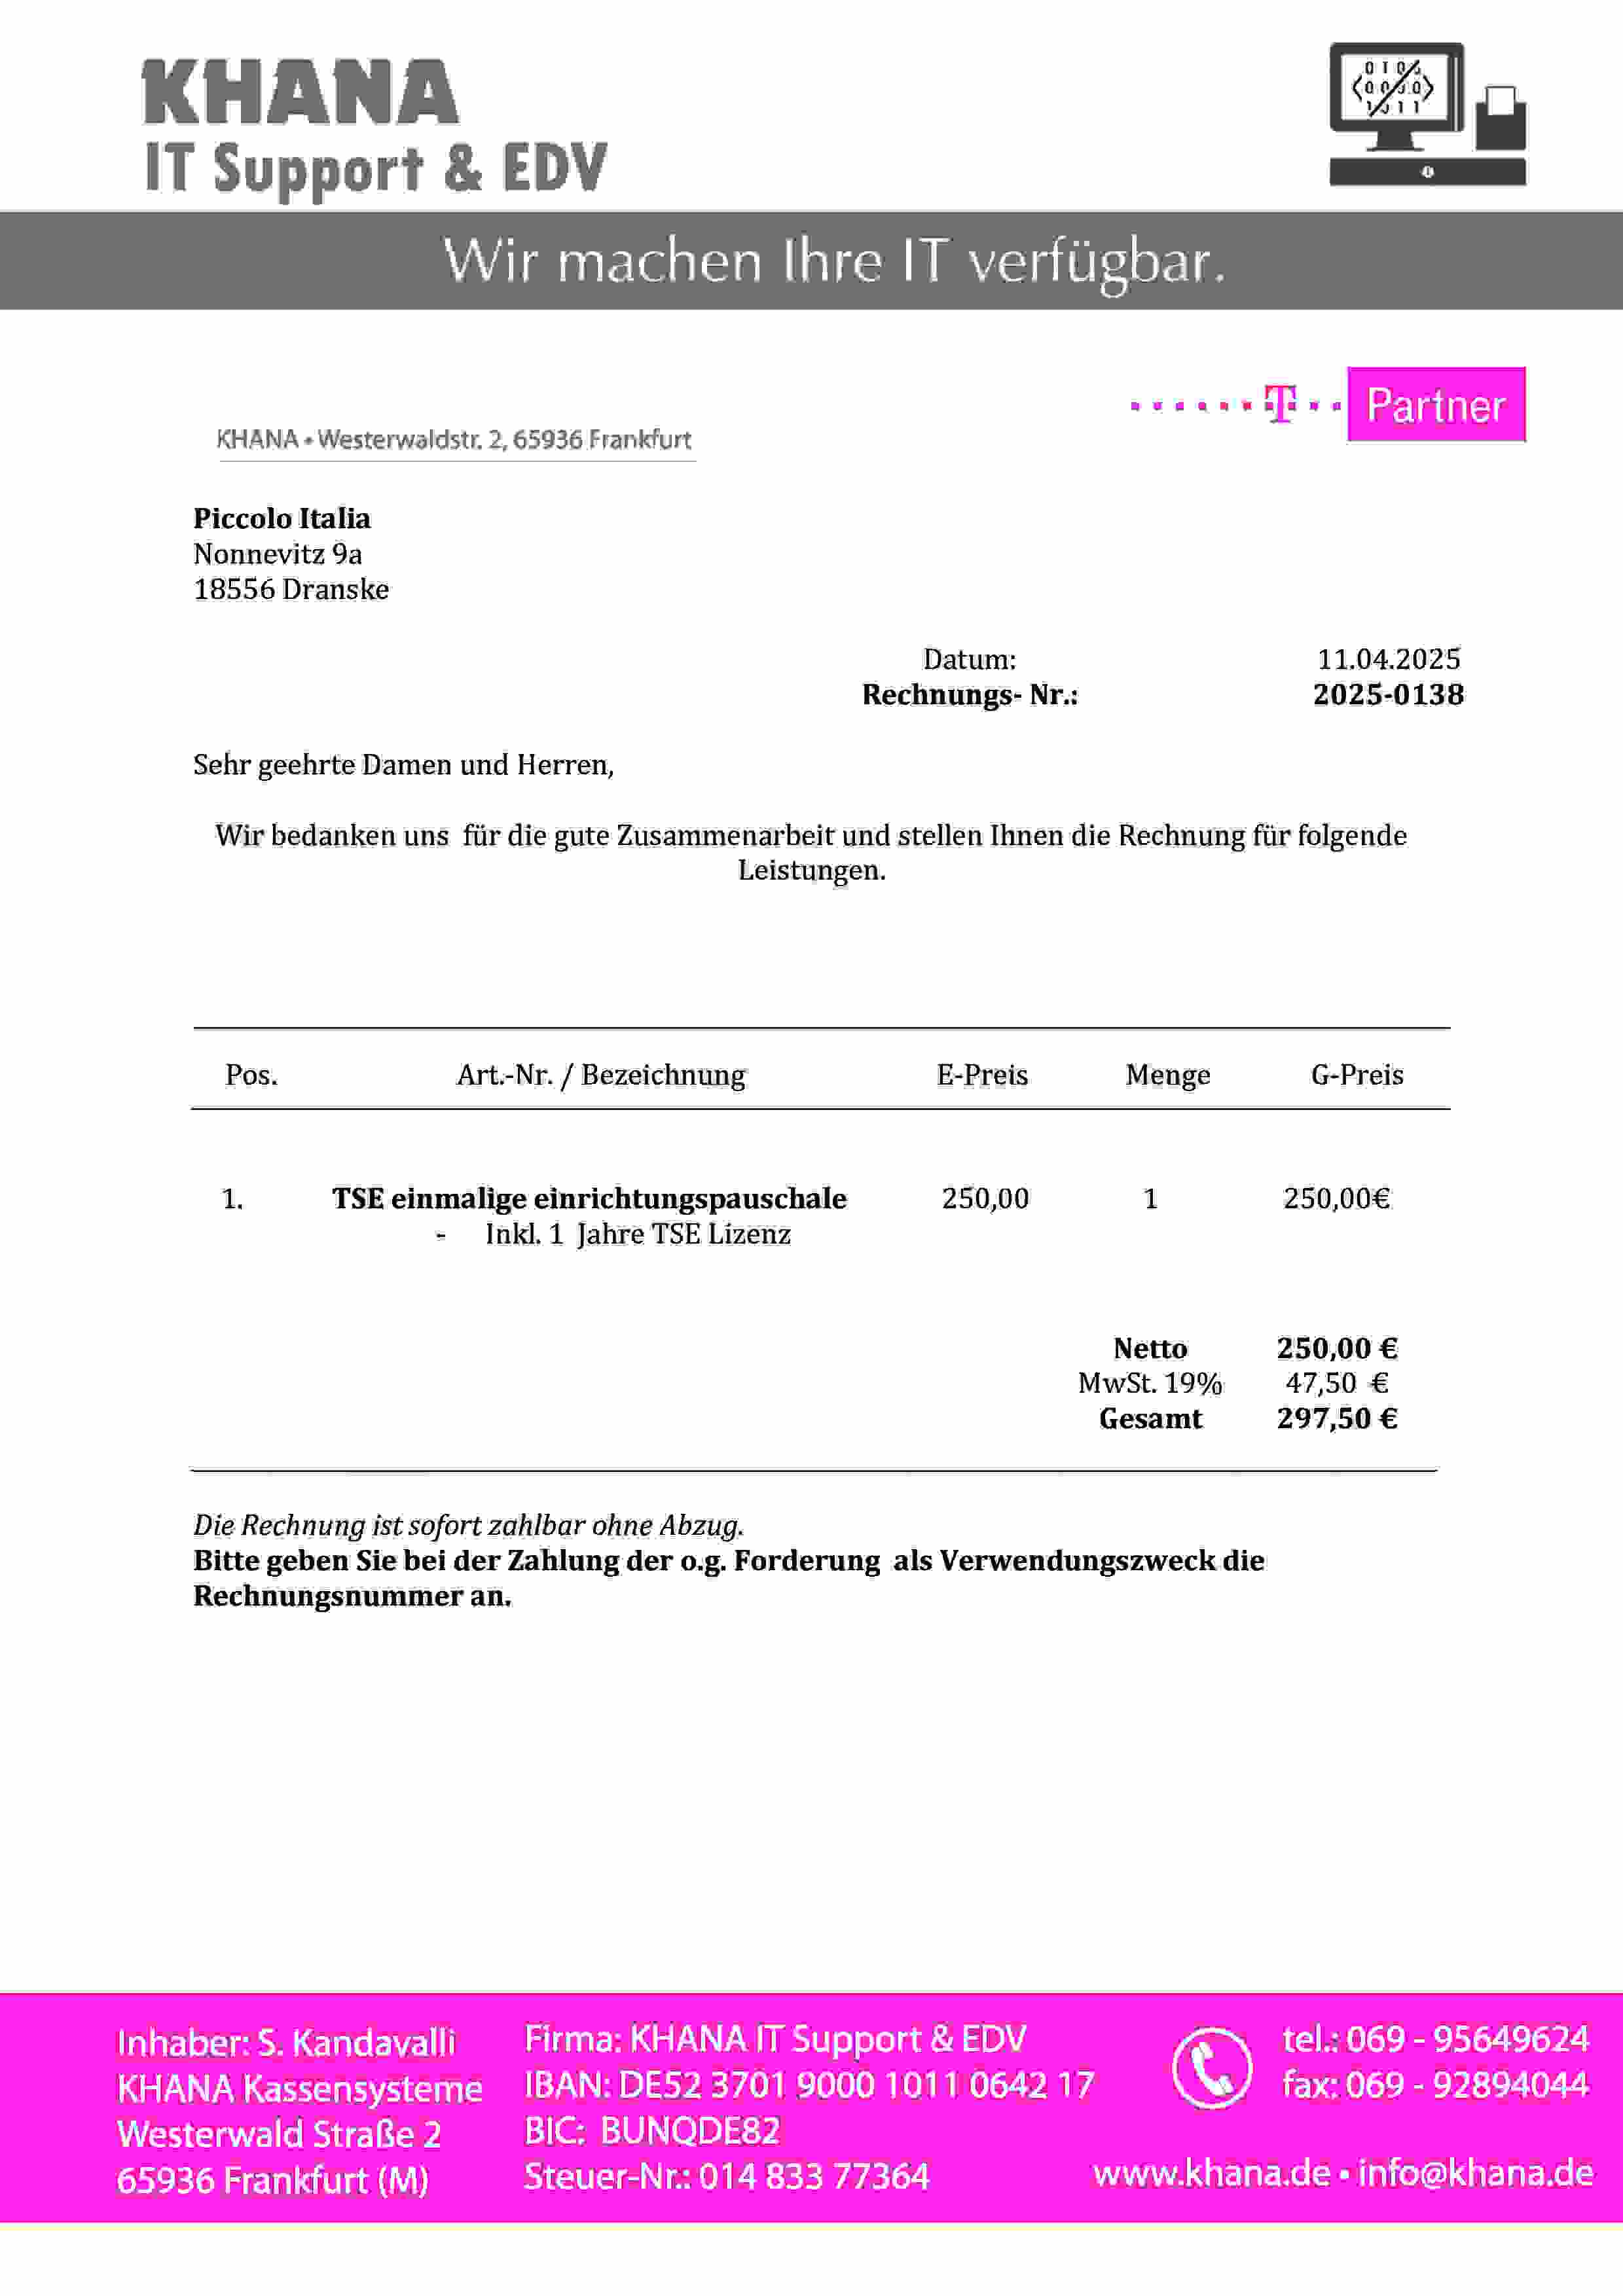 KHANA
IT Support & EDV
Wir machen Ihre IT verfügbar.
T Partner
KHANA • Westerwaldstr. 2, 65936 Frankfurt
Piccolo Italia
Nonnevitz 9a
18556 Dranske
Datum: 11.04.2025
Rechnungs- Nr.: 2025-0138
Sehr geehrte Damen und Herren,
Wir bedanken uns für die gute Zusammenarbeit und stellen Ihnen die Rechnung für folgende
Leistungen.
Pos. Art.-Nr. / Bezeichnung E-Preis Menge G-Preis
1. TSE einmalige einrichtungspauschale 250,00 1 250,00€
- Inkl. 1 Jahre TSE Lizenz
Netto 250,00 €
MwSt. 19% 47,50 €
Gesamt 297,50 €
Die Rechnung ist sofort zahlbar ohne Abzug.
Bitte geben Sie bei der Zahlung der o.g. Forderung als Verwendungszweck die
Rechnungsnummer an.
Inhaber: S. Kandavalli
KHANA Kassensysteme
Westerwald Straße 2
65936 Frankfurt (M)
Firma: KHANA IT Support & EDV
IBAN: DE52 3701 9000 1011 0642 17
BIC: BUNQDE82
Steuer-Nr.: 014 833 77364
tel.: 069 - 95649624
fax: 069 - 92894044
www.khana.de • info@khana.de